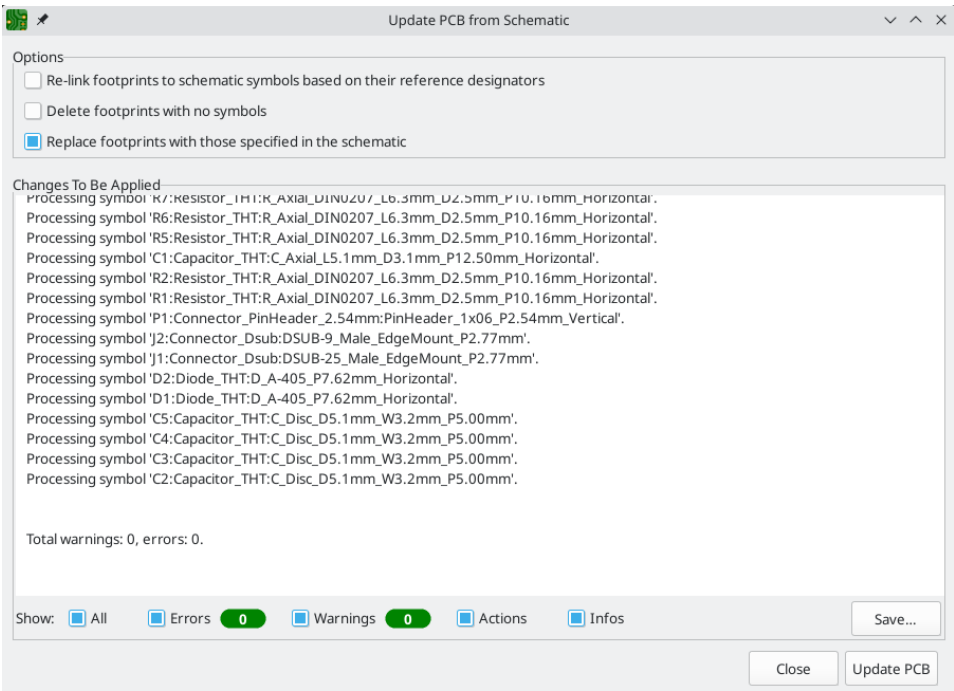 Update PCB from Schematic
Options
Re-link footprints to schematic symbols based on their reference designators
Delete footprints with no symbols
Replace footprints with those specified in the schematic
Changes To Be Applied
Processing symbol 'R7:Resistor_THT:R_Axial_DIN0207_L6.3mm_D2.5mm_P10.16mm_Horizontal'.
Processing symbol 'R6:Resistor_THT:R_Axial_DIN0207_L6.3mm_D2.5mm_P10.16mm_Horizontal'.
Processing symbol 'R5:Resistor_THT:R_Axial_DIN0207_L6.3mm_D2.5mm_P10.16mm_Horizontal'.
Processing symbol 'C1:Capacitor_THT:C_Axial_L5.1mm_D3.1mm_P12.50mm_Horizontal'.
Processing symbol 'R2:Resistor_THT:R_Axial_DIN0207_L6.3mm_D2.5mm_P10.16mm_Horizontal'.
Processing symbol 'R1:Resistor_THT:R_Axial_DIN0207_L6.3mm_D2.5mm_P10.16mm_Horizontal'.
Processing symbol 'P1:Connector_PinHeader_2.54mm:PinHeader_1x06_P2.54mm_Vertical'.
Processing symbol 'J2:Connector_Dsub:DSUB-9_Male_EdgeMount_P2.77mm'.
Processing symbol 'J1:Connector_Dsub:DSUB-25_Male_EdgeMount_P2.77mm'.
Processing symbol 'D2:Diode_THT:D_A-405_P7.62mm_Horizontal'.
Processing symbol 'D1:Diode_THT:D_A-405_P7.62mm_Horizontal'.
Processing symbol 'C5:Capacitor_THT:C_Disc_D5.1mm_W3.2mm_P5.00mm'.
Processing symbol 'C4:Capacitor_THT:C_Disc_D5.1mm_W3.2mm_P5.00mm'.
Processing symbol 'C3:Capacitor_THT:C_Disc_D5.1mm_W3.2mm_P5.00mm'.
Processing symbol 'C2:Capacitor_THT:C_Disc_D5.1mm_W3.2mm_P5.00mm'.
Total warnings: 0, errors: 0.
Show: All Errors 0 Warnings 0 Actions Infos Save...
Close Update PCB